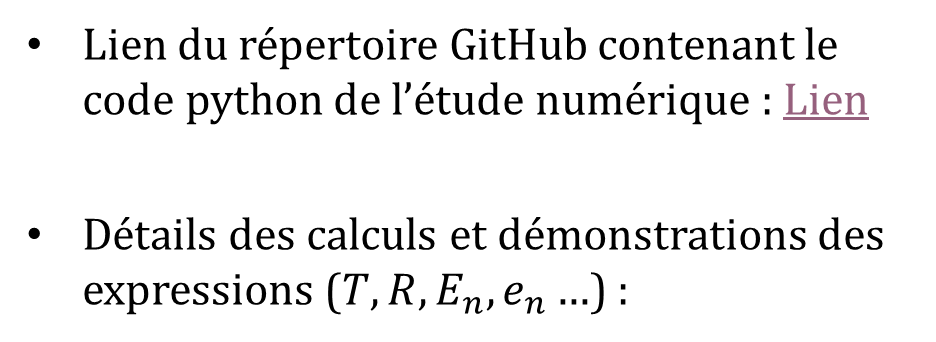 • Lien du répertoire GitHub contenant le
code python de l’étude numérique : Lien
• Détails des calculs et démonstrations des
expressions (T, R, Eₙ, eₙ …) :